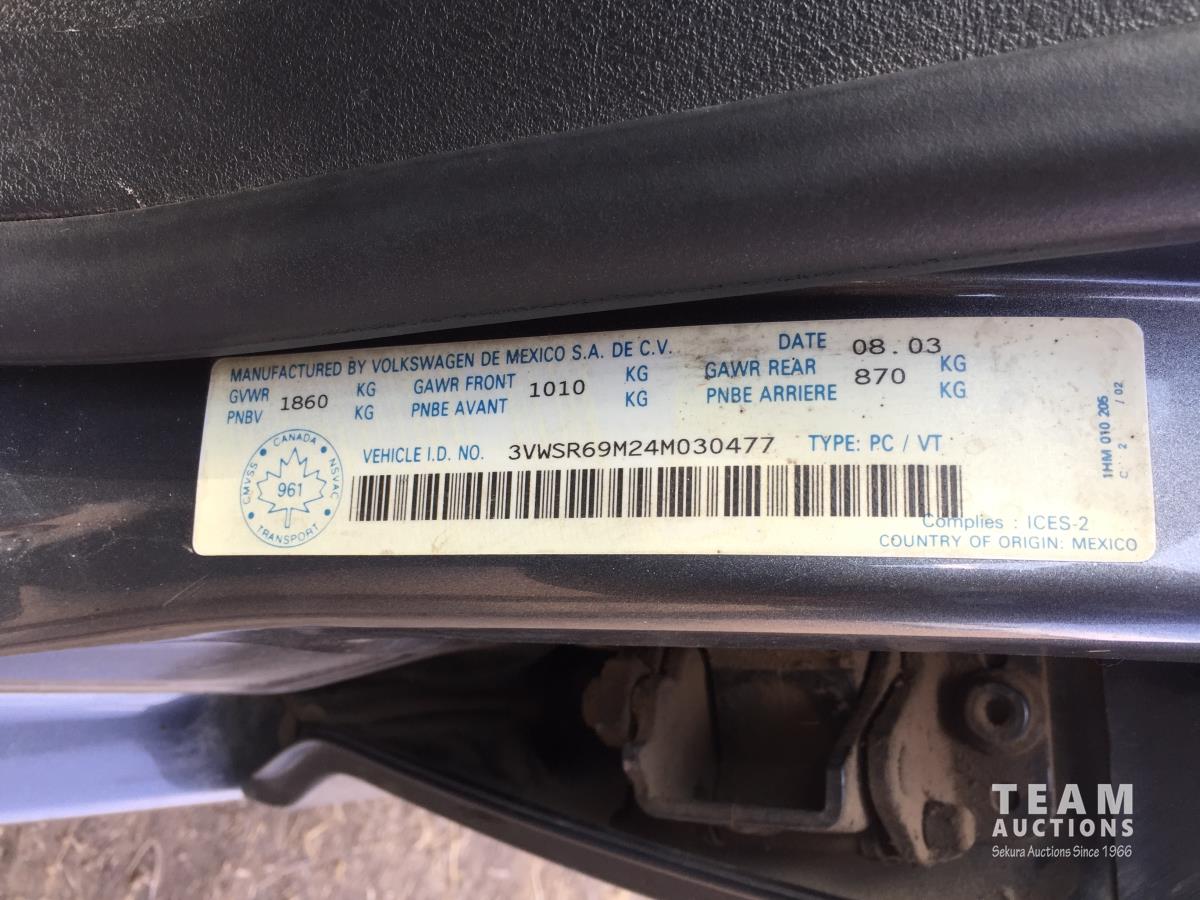 MANUFACTURED BY VOLKSWAGEN DE MEXICO S.A. DE C.V. DATE 08.03
GVWR 1860 KG GAWR FRONT 1010 KG GAWR REAR 870 KG
PNBV KG PNBE AVANT KG PNBE ARRIERE KG
VEHICLE I.D. NO. 3VWSR69M24M030477 TYPE: PC / VT
CANADA
CMVSS 961 NSVAC
TRANSPORT
Complies : ICES-2
COUNTRY OF ORIGIN: MEXICO
1HM 010 205
/ 02
TEAM
AUCTIONS
Sekura Auctions Since 1966